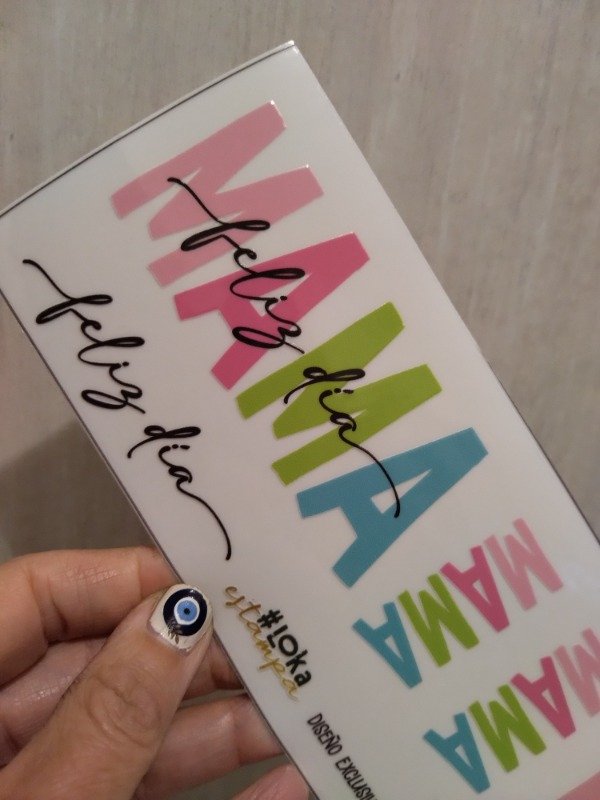 MAMA
feliz día
feliz día
#loka
estampa
DISEÑO EXCLUSI
MAMA
MAMA